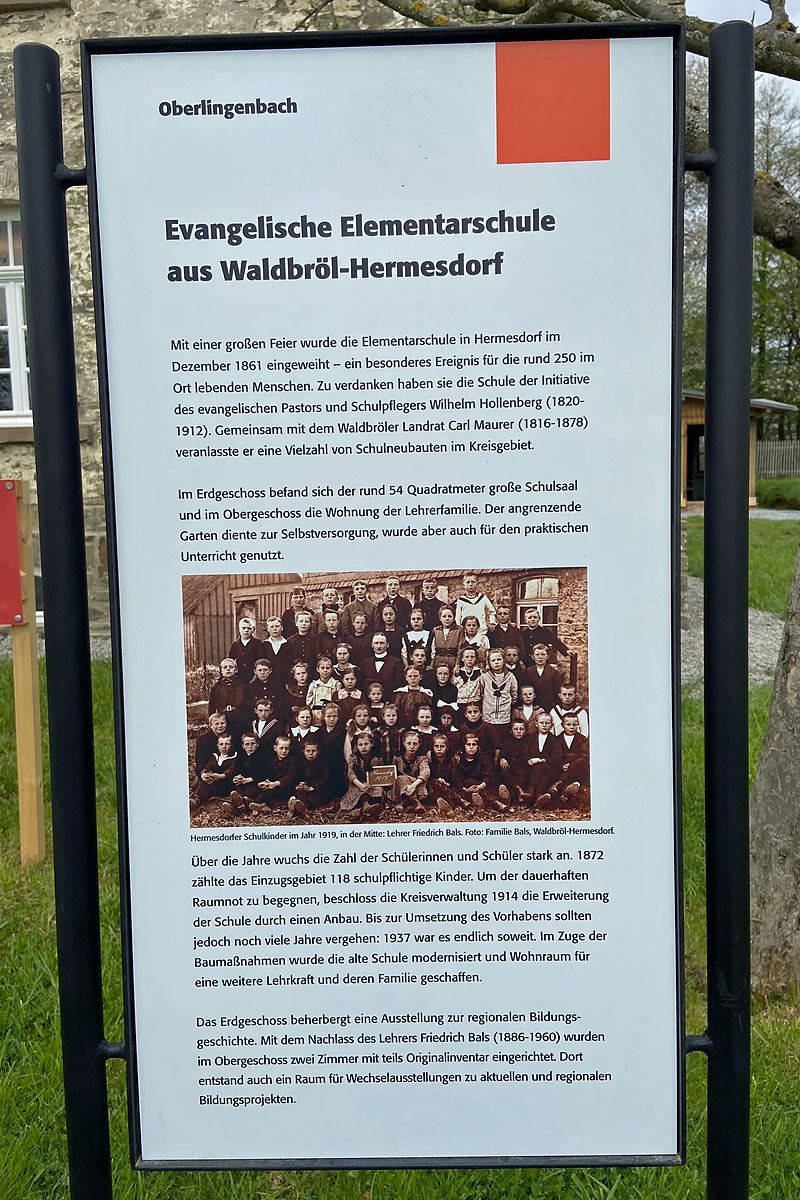 Oberlingenbach
Evangelische Elementarschule
aus Waldbröl-Hermesdorf
Mit einer großen Feier wurde die Elementarschule in Hermesdorf im
Dezember 1861 eingeweiht – ein besonderes Ereignis für die rund 250 im
Ort lebenden Menschen. Zu verdanken haben sie die Schule der Initiative
des evangelischen Pastors und Schulpflegers Wilhelm Hollenberg (1820-
1912). Gemeinsam mit dem Waldbröler Landrat Carl Maurer (1816-1878)
veranlasste er eine Vielzahl von Schulneubauten im Kreisgebiet.
Im Erdgeschoss befand sich der rund 54 Quadratmeter große Schulsaal
und im Obergeschoss die Wohnung der Lehrerfamilie. Der angrenzende
Garten diente zur Selbstversorgung, wurde aber auch für den praktischen
Unterricht genutzt.
Hermesdorfer Schulkinder im Jahr 1919, in der Mitte: Lehrer Friedrich Bals. Foto: Familie Bals, Waldbröl-Hermesdorf.
Über die Jahre wuchs die Zahl der Schülerinnen und Schüler stark an. 1872
zählte das Einzugsgebiet 118 schulpflichtige Kinder. Um der dauerhaften
Raumnot zu begegnen, beschloss die Kreisverwaltung 1914 die Erweiterung
der Schule durch einen Anbau. Bis zur Umsetzung des Vorhabens sollten
jedoch noch viele Jahre vergehen: 1937 war es endlich soweit. Im Zuge der
Baumaßnahmen wurde die alte Schule modernisiert und Wohnraum für
eine weitere Lehrkraft und deren Familie geschaffen.
Das Erdgeschoss beherbergt eine Ausstellung zur regionalen Bildungs-
geschichte. Mit dem Nachlass des Lehrers Friedrich Bals (1886-1960) wurden
im Obergeschoss zwei Zimmer mit teils Originalinventar eingerichtet. Dort
entstand auch ein Raum für Wechselausstellungen zu aktuellen und regionalen
Bildungsprojekten.